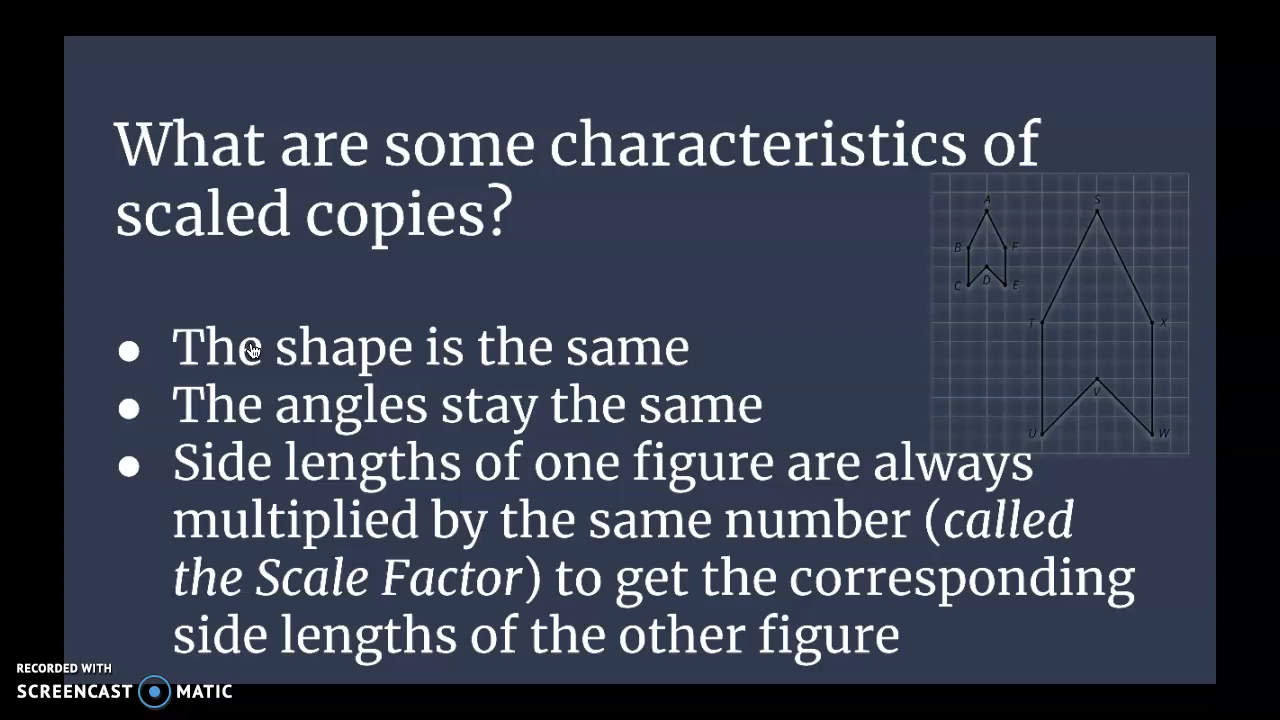 What are some characteristics of
scaled copies?
A
S
B
F
C
D
E
T
X
V
U
W
● The shape is the same
● The angles stay the same
● Side lengths of one figure are always
multiplied by the same number (called
the Scale Factor) to get the corresponding
side lengths of the other figure
RECORDED WITH
SCREENCAST MATIC